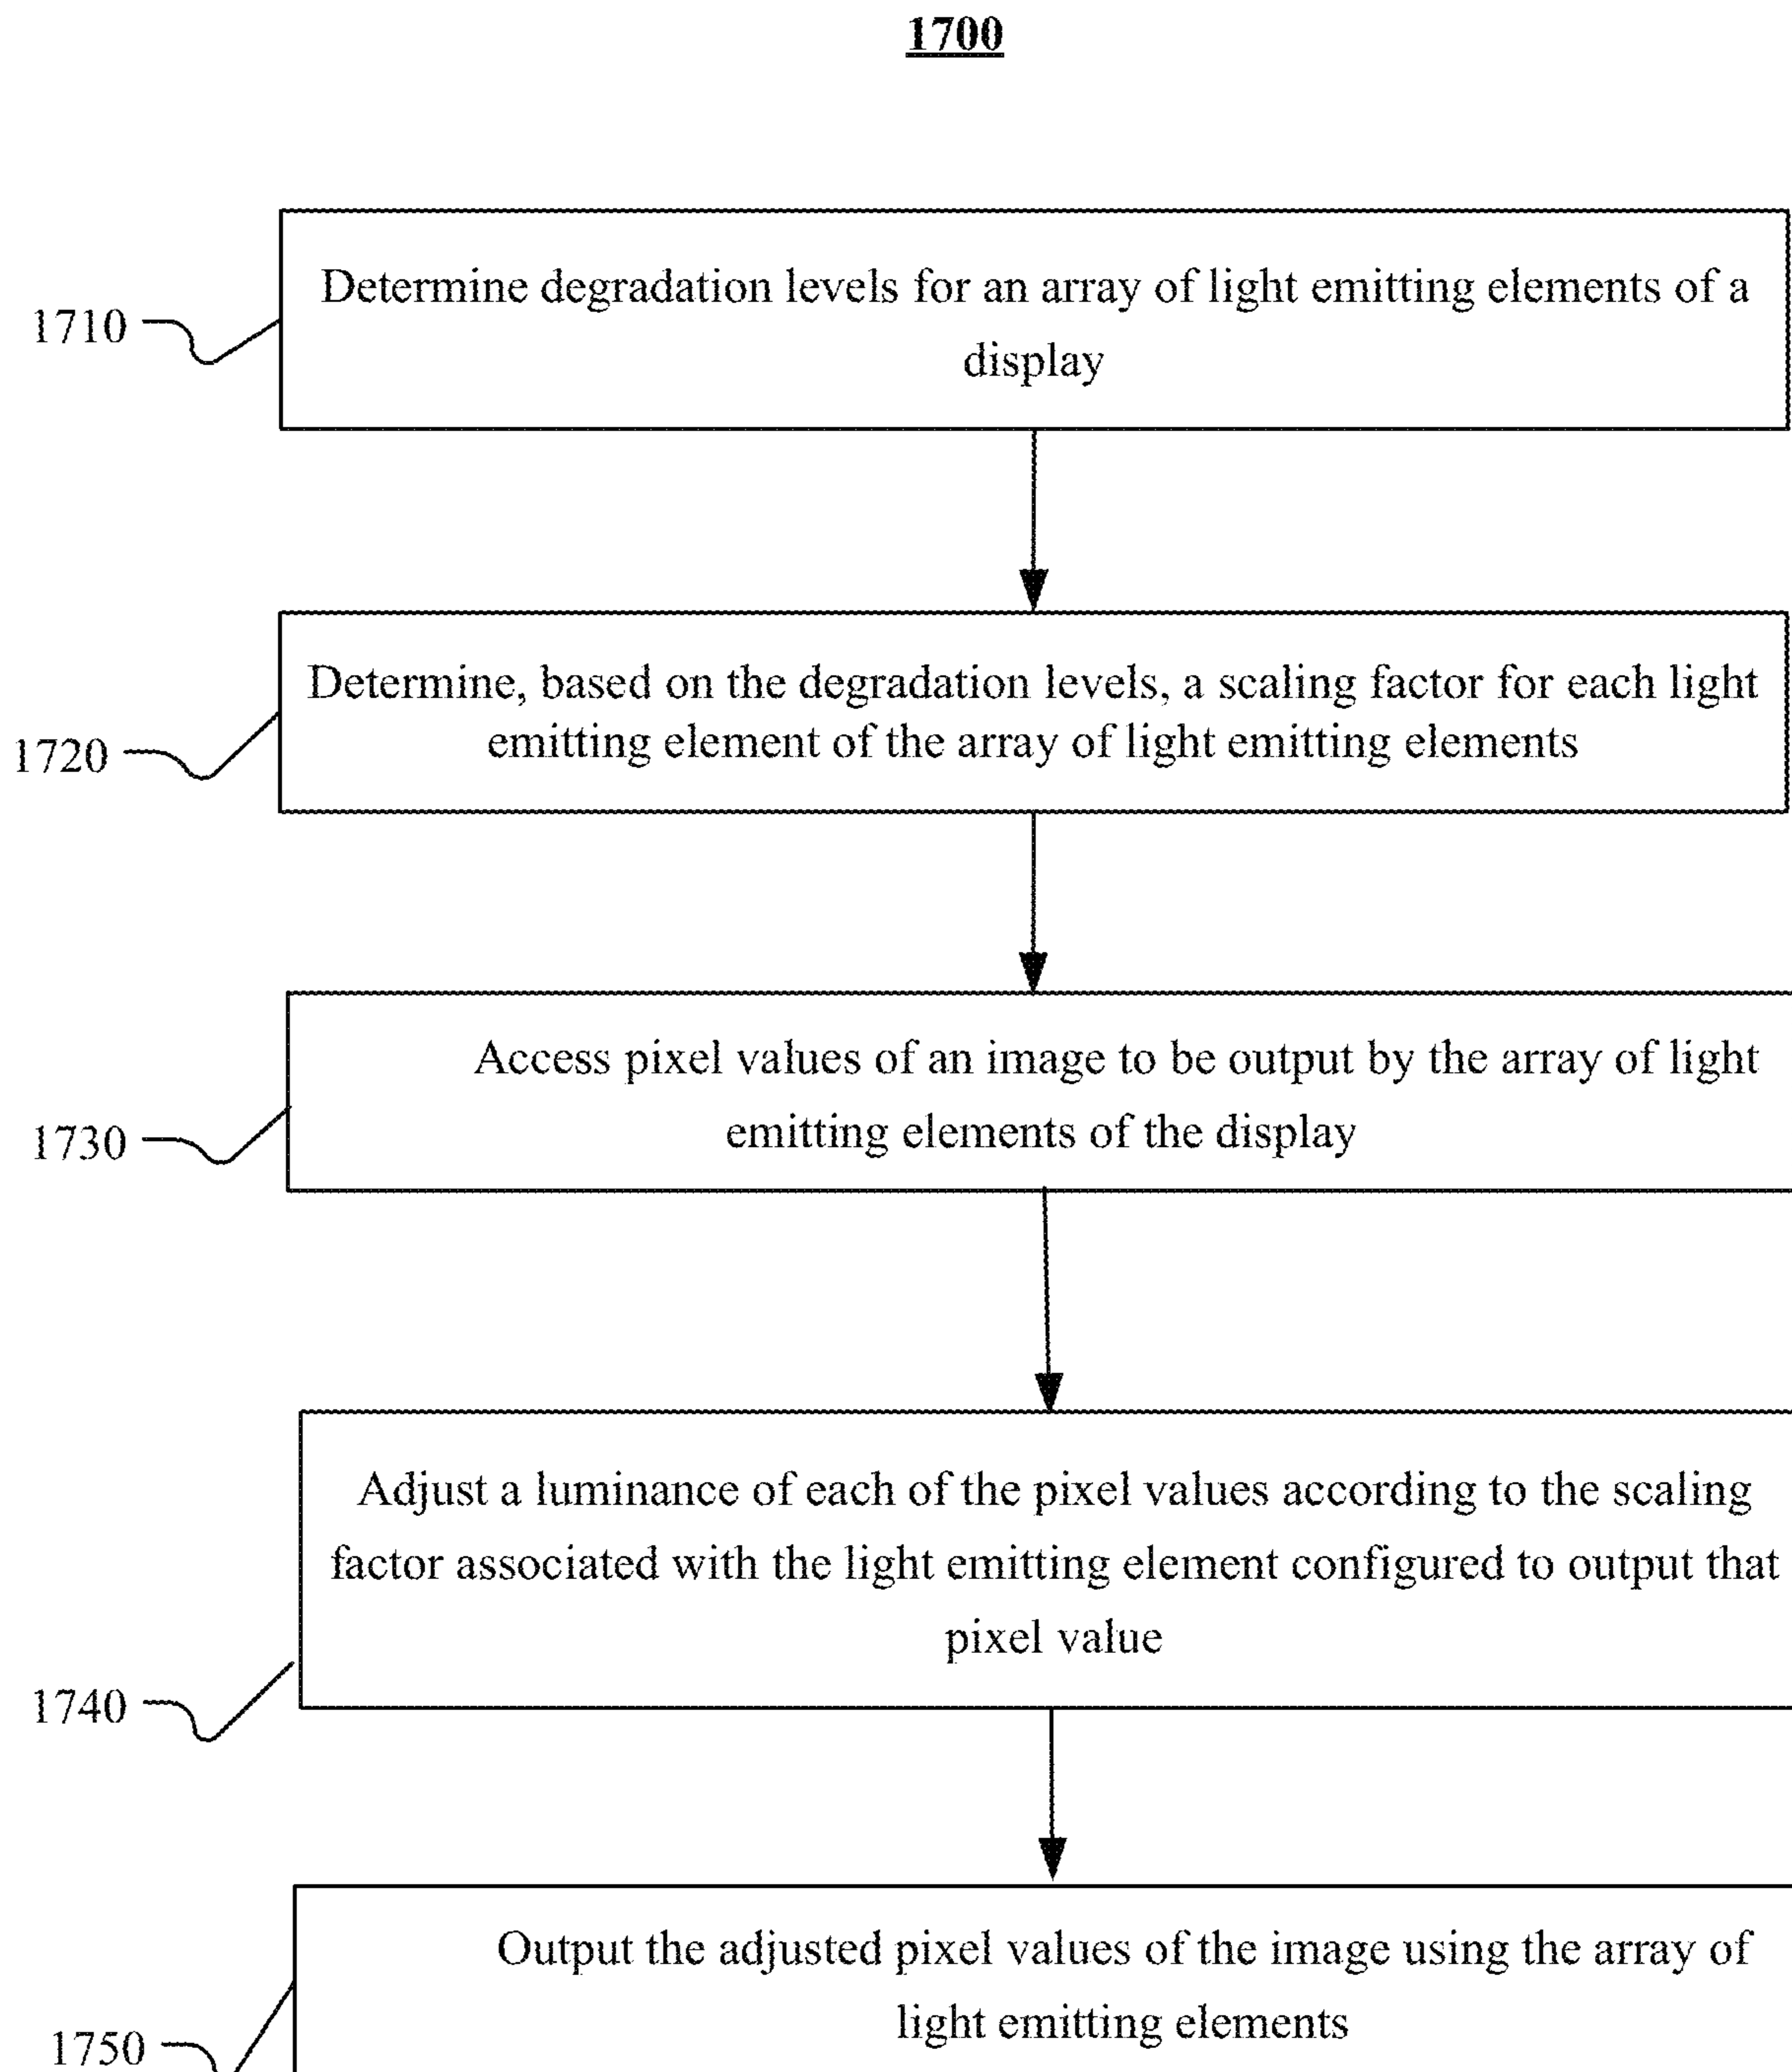 1700
Determine degradation levels for an array of light emitting elements of a
display
1710
Determine, based on the degradation levels, a scaling factor for each light
emitting element of the array of light emitting elements
1720
Access pixel values of an image to be output by the array of light
emitting elements of the display
1730
Adjust a luminance of each of the pixel values according to the scaling
factor associated with the light emitting element configured to output that
pixel value
1740
Output the adjusted pixel values of the image using the array of
light emitting elements
1750